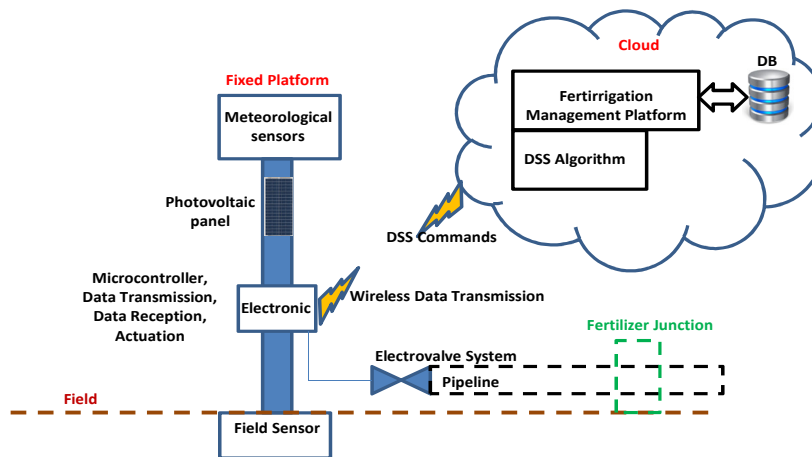 Cloud
DB
Fertirrigation
Management Platform
DSS Algorithm
Fixed Platform
Meteorological
sensors
Photovoltaic
panel
DSS Commands
Microcontroller,
Data Transmission,
Data Reception,
Actuation
Electronic
Wireless Data Transmission
Fertilizer Junction
Electrovalve System
Pipeline
Field
Field Sensor